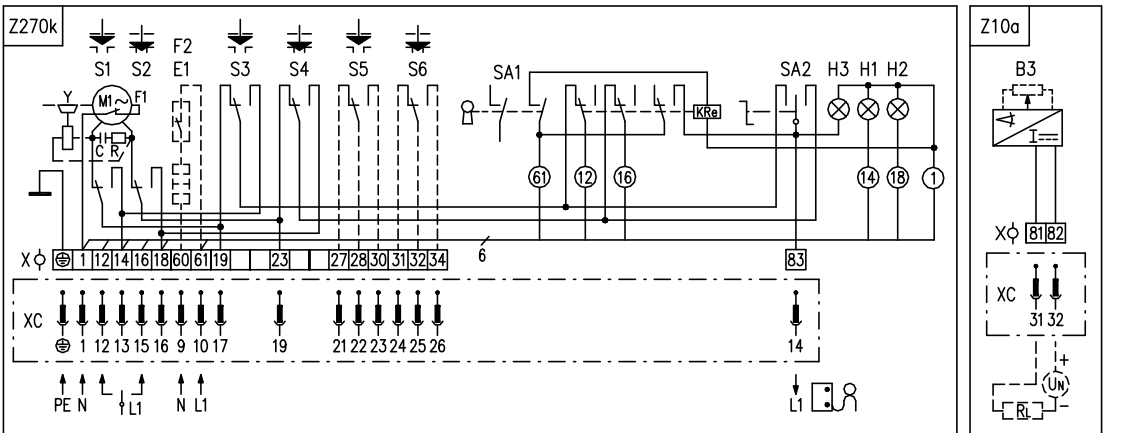 Z270k
Z10a
F2
S1 S2 E1 S3 S4 S5 S6 SA1 SA2 H3 H1 H2 B3
Y M1 ~ F1
KRe
C R
I
61 12 16 14 18 1
6
X 1 12 14 16 18 60 61 19 23 27 28 30 31 32 34 83
X 81 82
XC
1 12 13 15 16 9 10 17 19 21 22 23 24 25 26 14
XC
31 32
PE N L1 N L1 L1
+
UN
RL
−